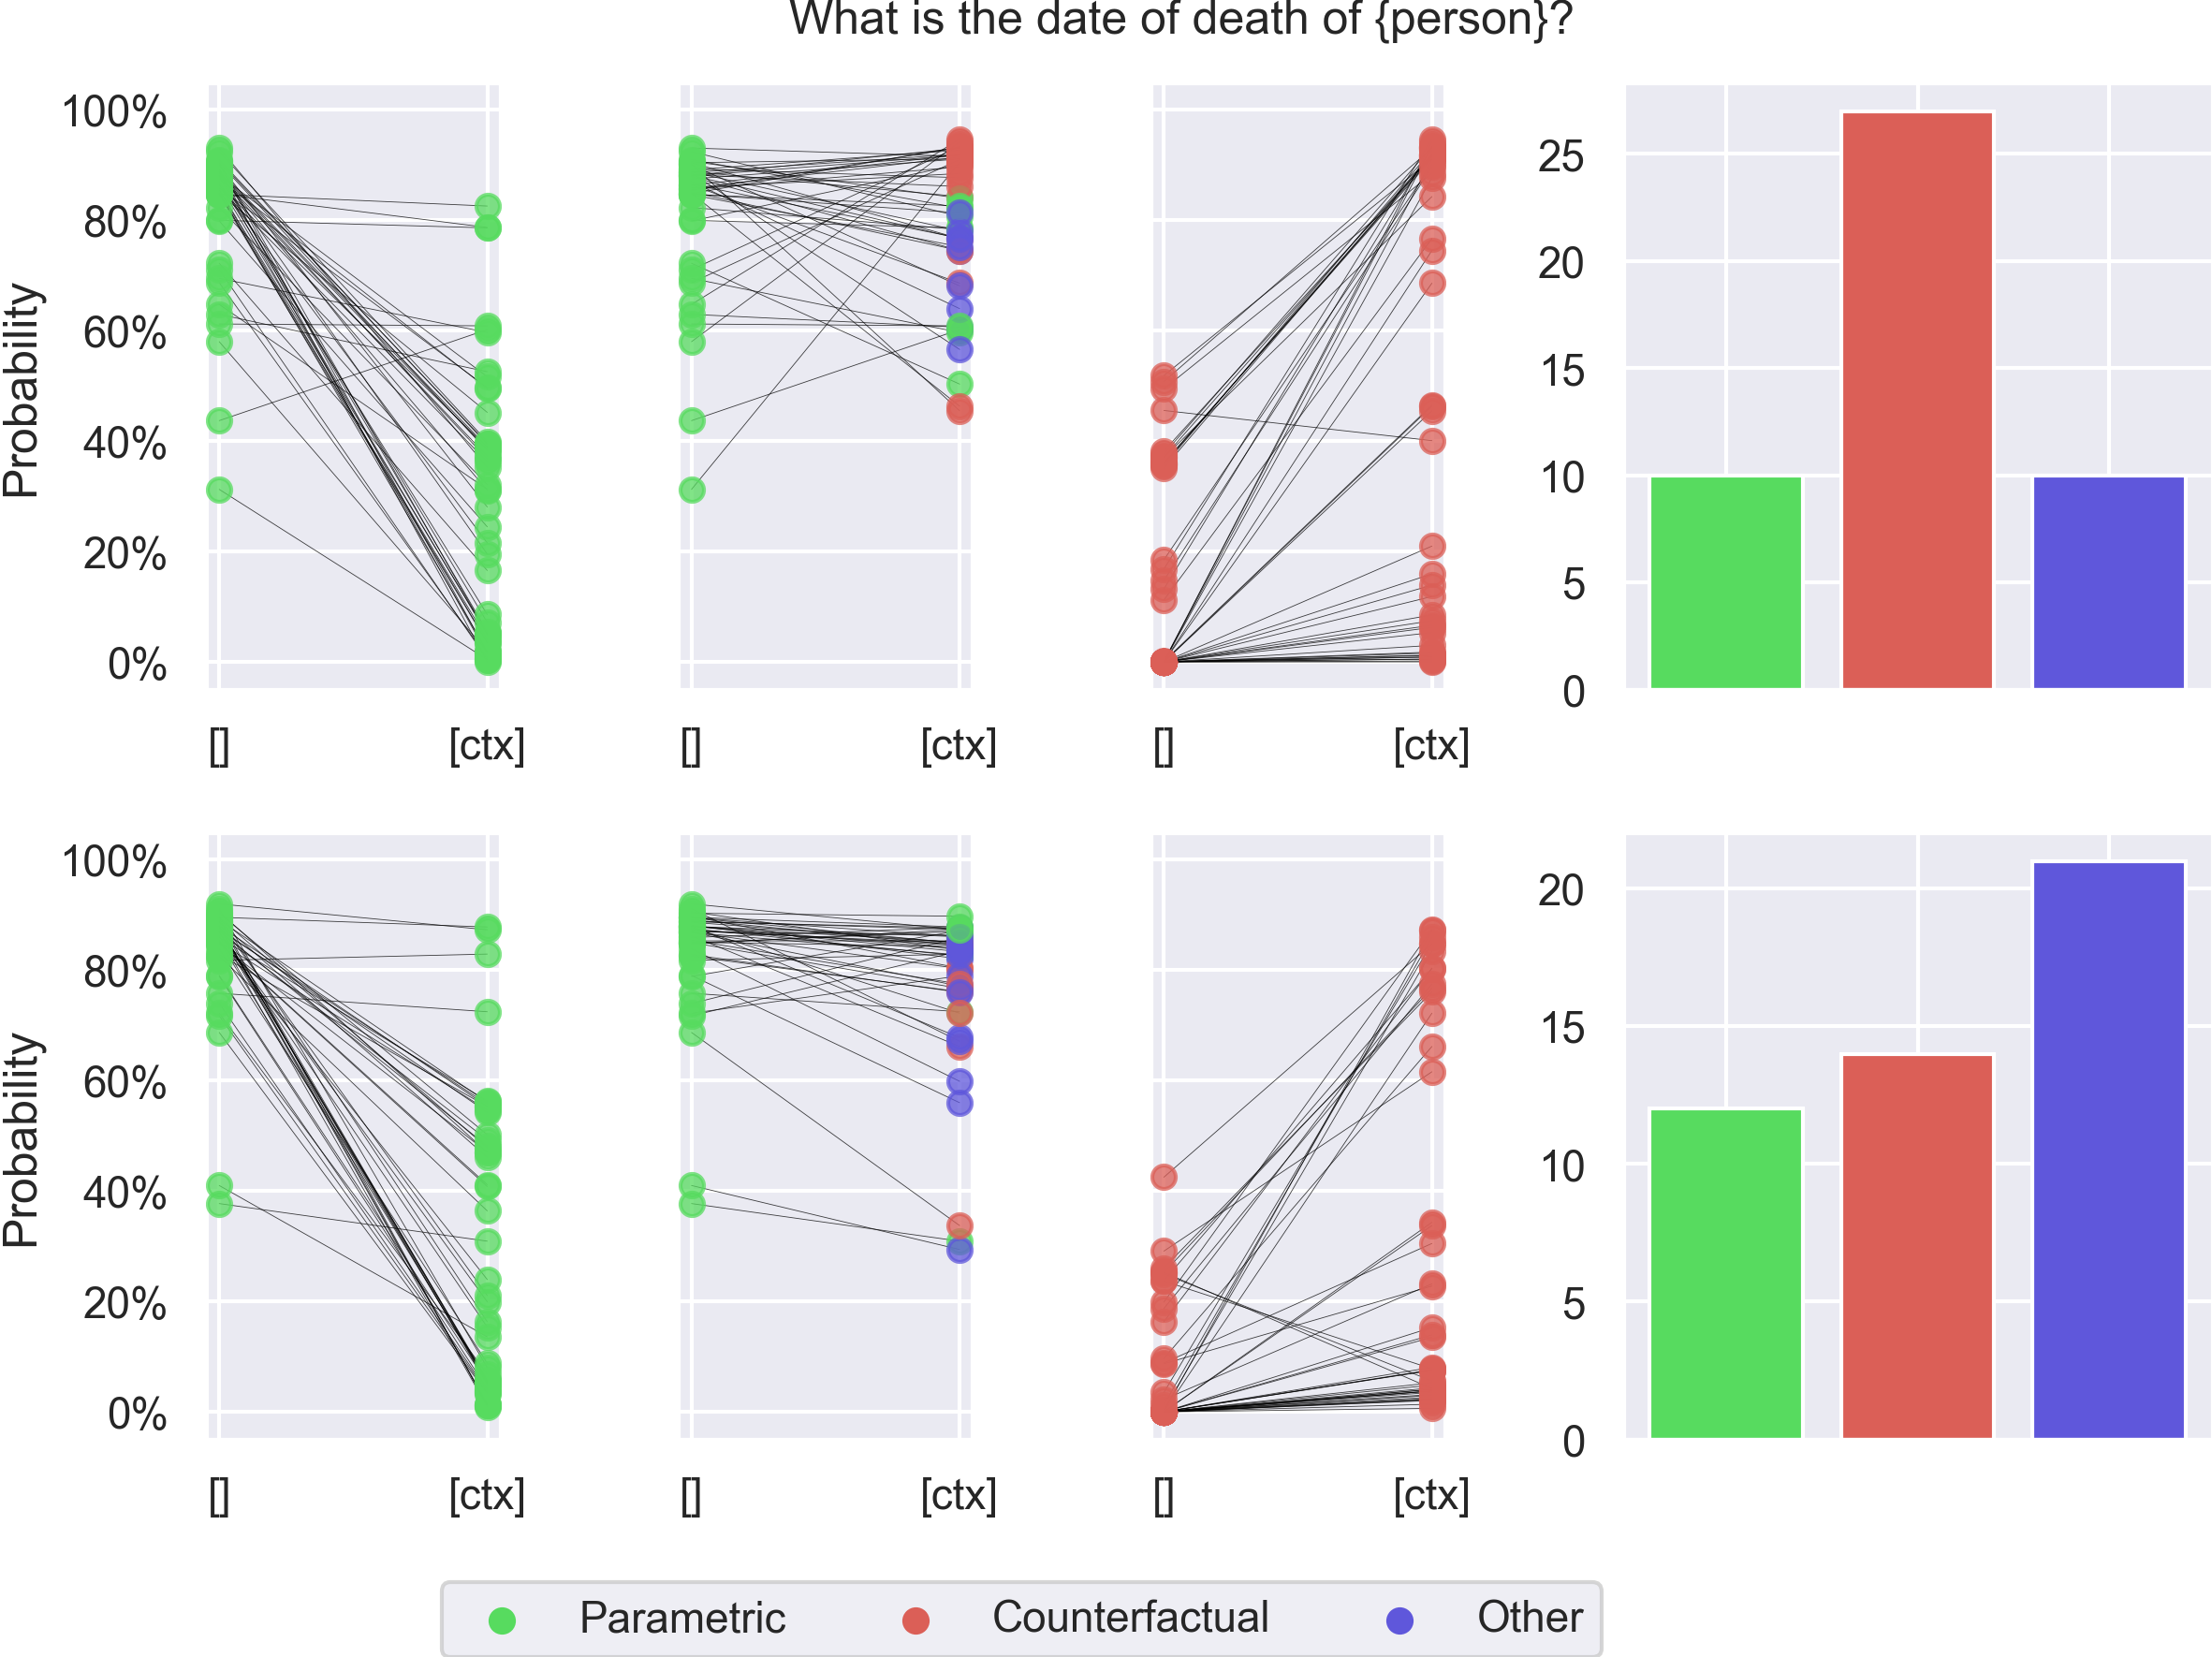 What is the date of death of {person}?
Probability
100%
80%
60%
40%
20%
0%
[]
[ctx]
[]
[ctx]
[]
[ctx]
25
20
15
10
5
0
Probability
100%
80%
60%
40%
20%
0%
[]
[ctx]
[]
[ctx]
[]
[ctx]
20
15
10
5
0
Parametric
Counterfactual
Other